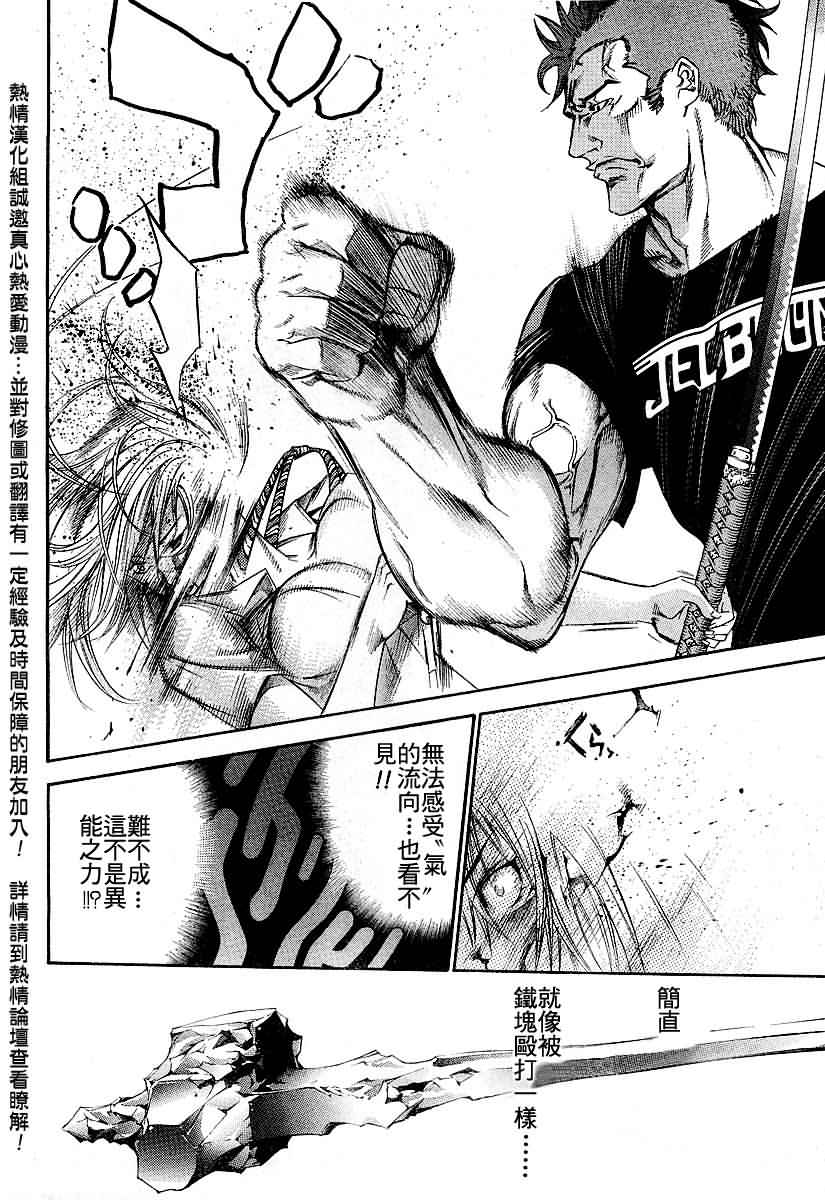 JECBUUN
くら
無法感受〝氣〞
的流向…也看不
見!!
難不成…
這不是異
能之力!!?
簡直
就像被
鐵塊毆打一樣……
熱情漢化組誠邀真心熱愛動漫…並對修圖或翻譯有一定經驗及時間保障的朋友加入！ 詳情請到熱情論壇查看瞭解！